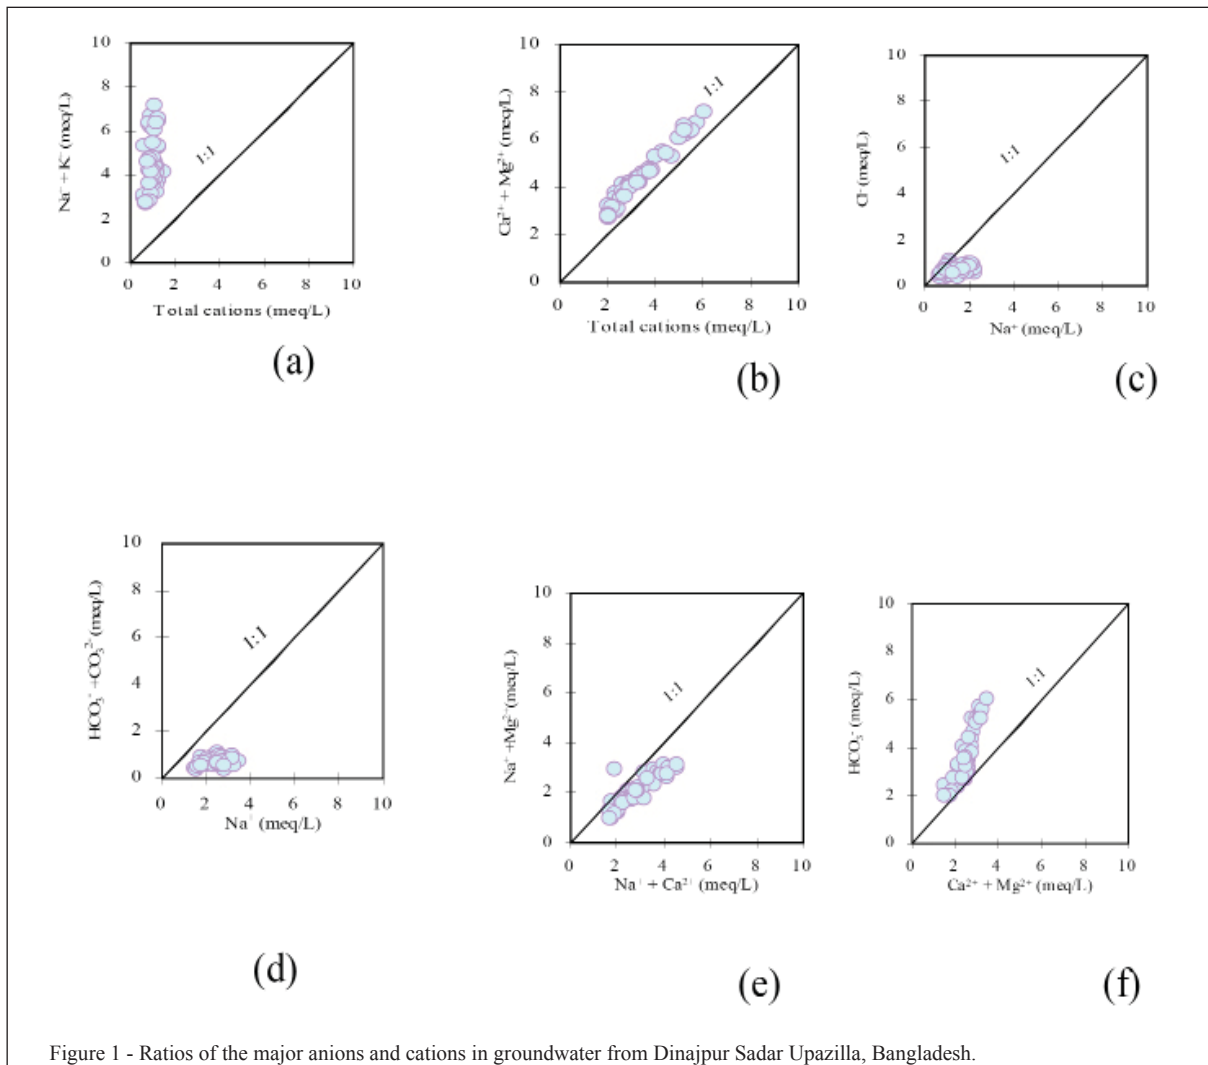 10
8
6
4
2
0
Na⁺ + K⁺ (meq/L)
1:1
0 2 4 6 8 10
Total cations (meq/L)
(a)
10
8
6
4
2
0
Ca²⁺ + Mg²⁺ (meq/L)
1:1
0 2 4 6 8 10
Total cations (meq/L)
(b)
10
8
6
4
2
0
Cl⁻ (meq/L)
1:1
0 2 4 6 8 10
Na⁺ (meq/L)
(c)
10
8
6
4
2
0
HCO₃⁻ +CO₃²⁻ (meq/L)
1:1
0 2 4 6 8 10
Na⁺ (meq/L)
(d)
10
8
6
4
2
0
Na⁺ +Mg²⁺(meq/L)
1:1
0 2 4 6 8 10
Na⁺ + Ca²⁺ (meq/L)
(e)
10
8
6
4
2
0
HCO₃⁻ (meq/L)
1:1
0 2 4 6 8 10
Ca²⁺ + Mg²⁺ (meq/L)
(f)
Figure 1 - Ratios of the major anions and cations in groundwater from Dinajpur Sadar Upazilla, Bangladesh.